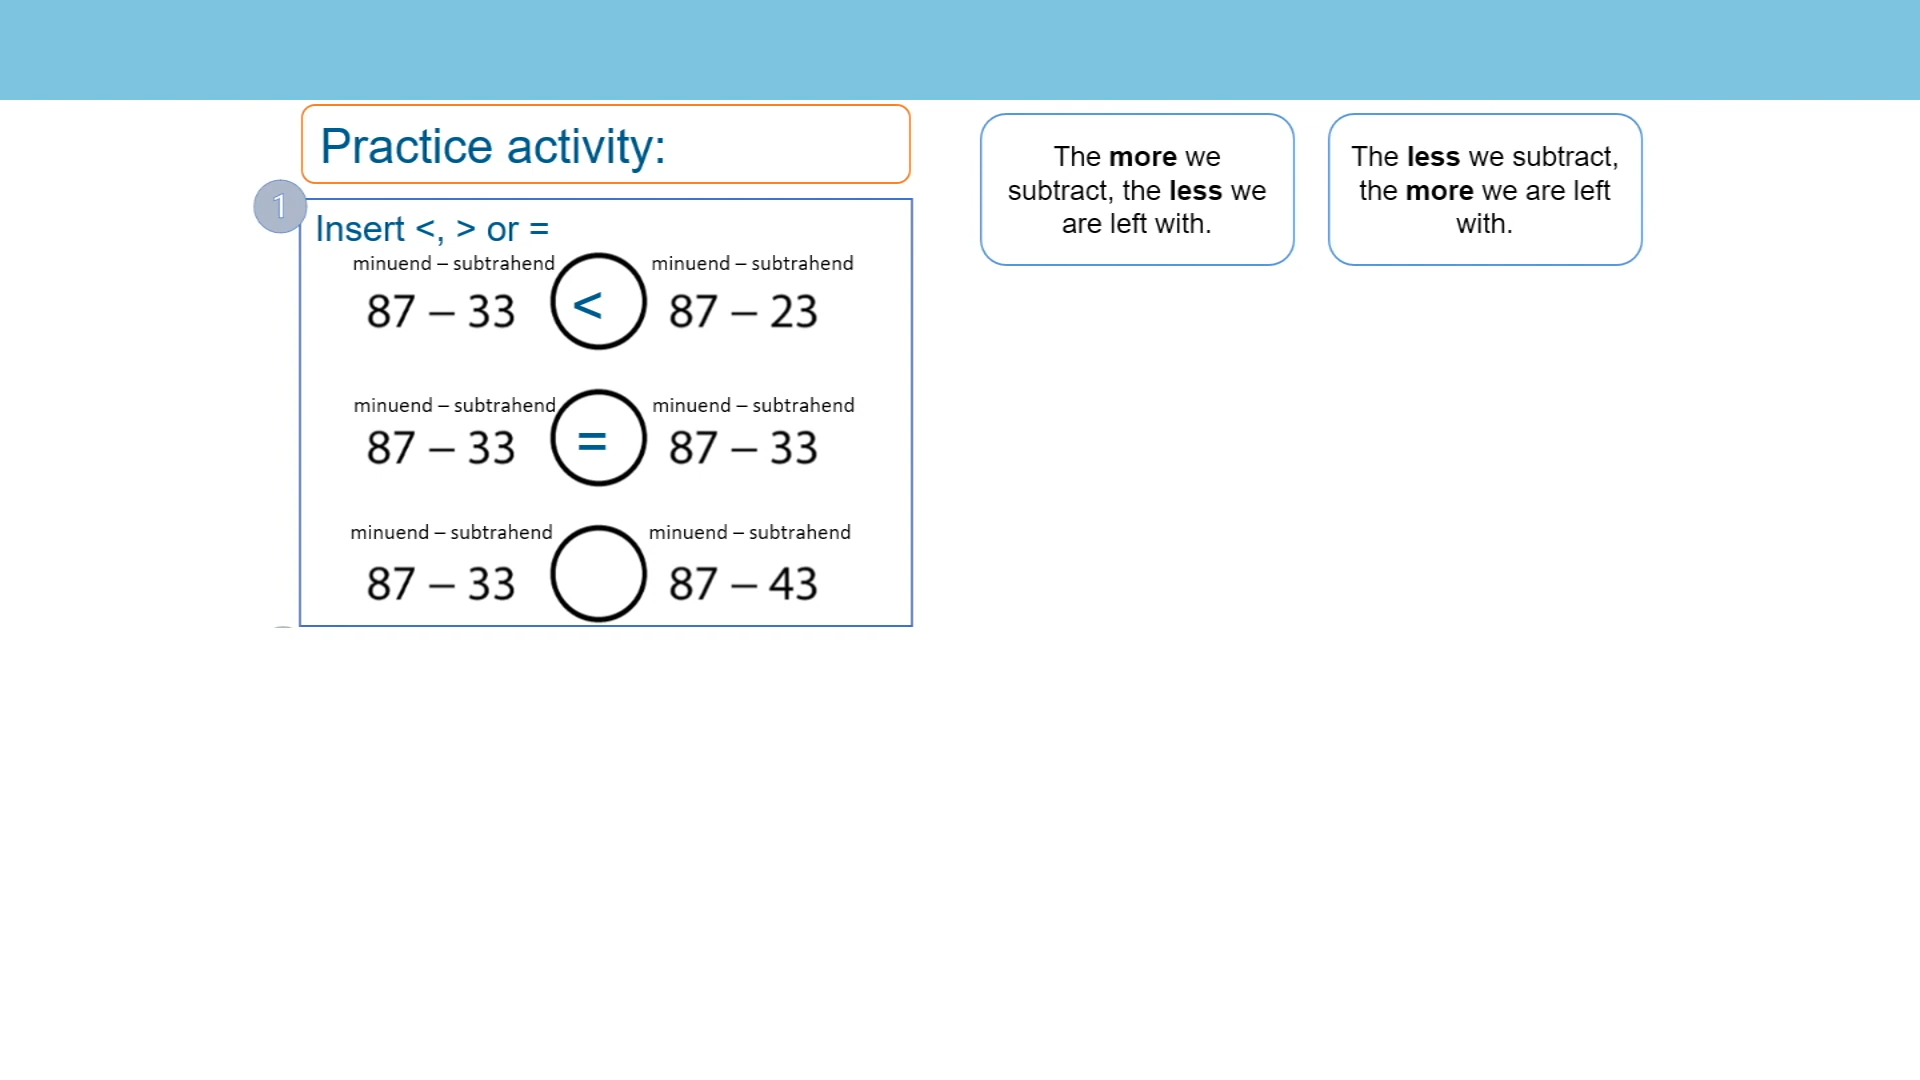 Practice activity:
1
Insert <, > or =
minuend – subtrahend minuend – subtrahend
87 – 33 < 87 – 23
minuend – subtrahend minuend – subtrahend
87 – 33 = 87 – 33
minuend – subtrahend minuend – subtrahend
87 – 33 87 – 43
The more we
subtract, the less we
are left with.
The less we subtract,
the more we are left
with.